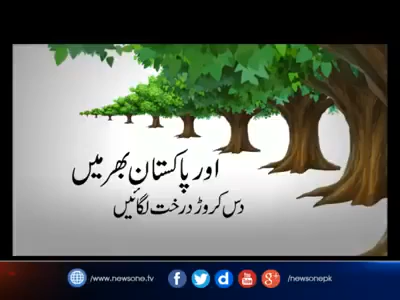 اور پاکستان بھر میں
دس کروڑ درخت لگائیں
www.newsone.tv
/newsonepk